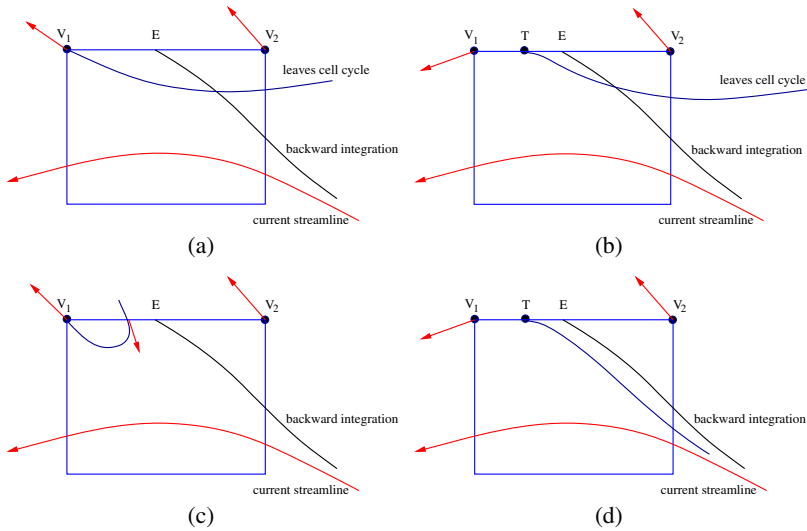 V1 E V2
leaves cell cycle
backward integration
current streamline
(a)
V1 T E V2
leaves cell cycle
backward integration
current streamline
(b)
V1 E V2
backward integration
current streamline
(c)
V1 T E V2
backward integration
current streamline
(d)